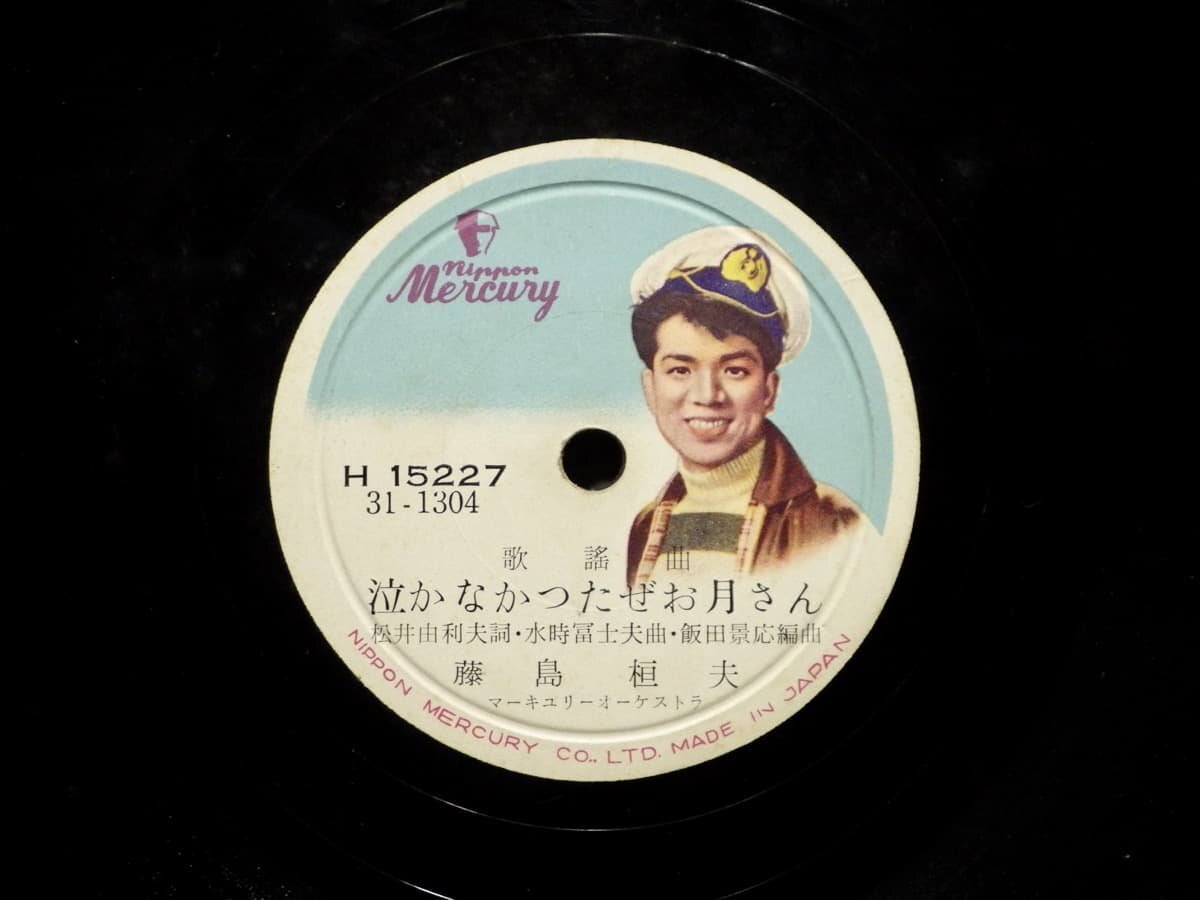 nippon
Mercury
H 15227
31-1304
歌謠曲
泣かなかつたぜお月さん
松井由利夫詞・水時冨士夫曲・飯田景応編曲
藤島桓夫
マーキユリーオーケストラ
NIPPON MERCURY CO., LTD. MADE IN JAPAN